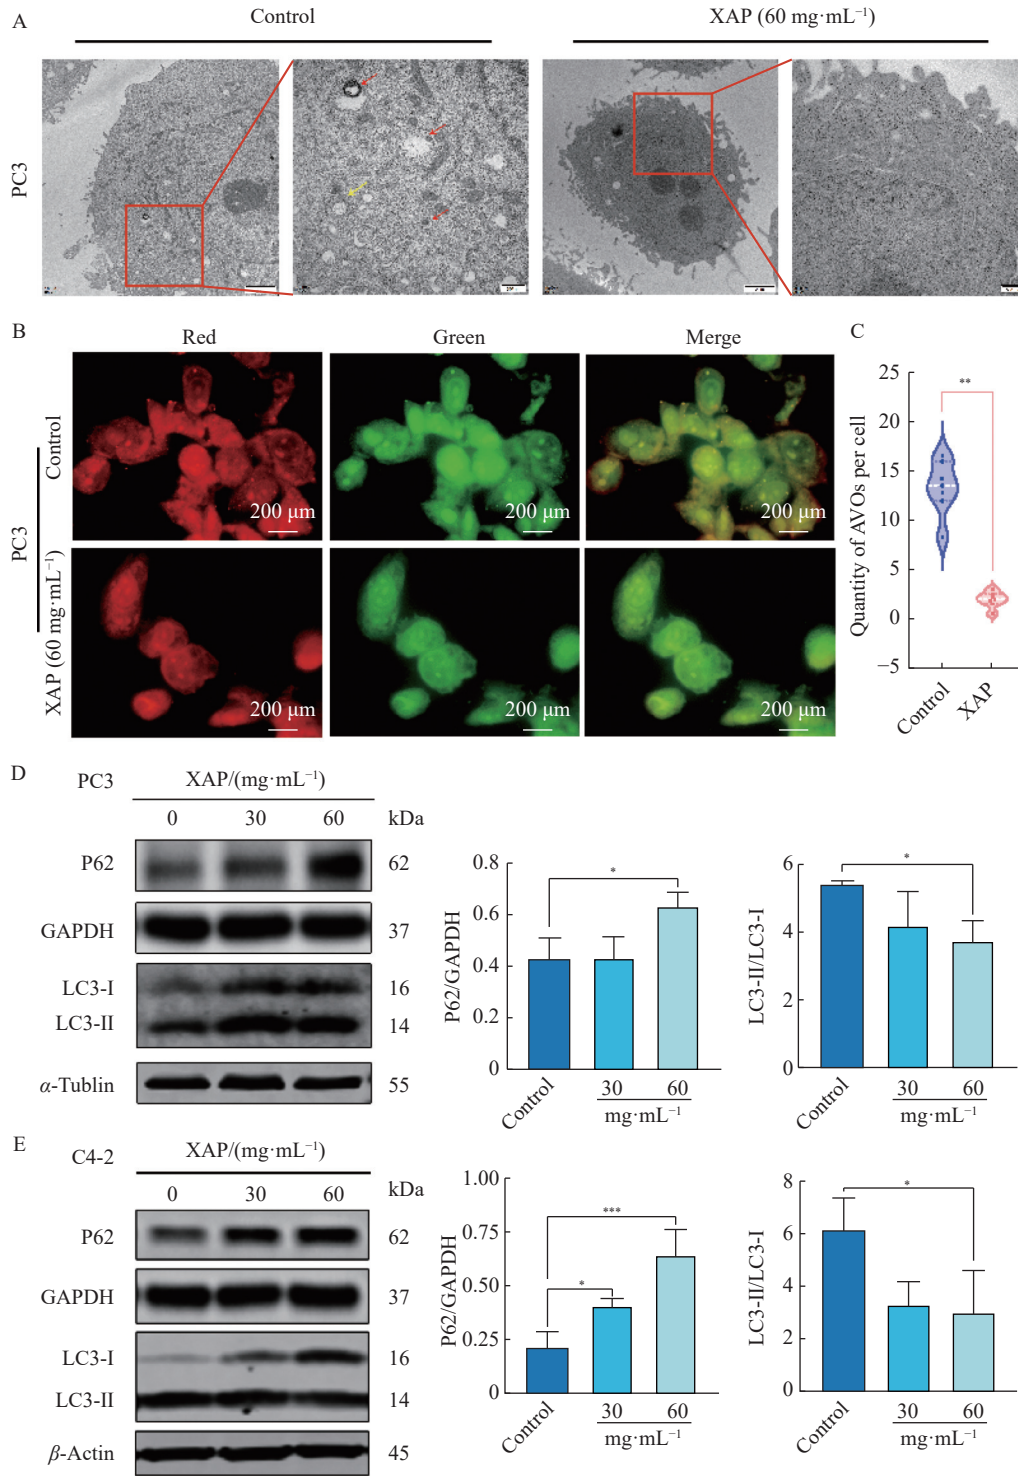 A
Control
XAP (60 mg·mL⁻¹)
PC3
B
Red
Green
Merge
PC3
Control
200 μm
200 μm
200 μm
XAP (60 mg·mL⁻¹)
200 μm
200 μm
200 μm
C
Quantity of AVOs per cell
25
20
15
10
5
0
−5
**
Control
XAP
D
PC3
XAP/(mg·mL⁻¹)
0 30 60 kDa
P62 62
GAPDH 37
LC3-I 16
LC3-II 14
α-Tublin 55
P62/GAPDH
0.8
0.6
0.4
0.2
0
*
Control
30 60
mg·mL⁻¹
LC3-II/LC3-I
6
4
2
0
*
Control
30 60
mg·mL⁻¹
E
C4-2
XAP/(mg·mL⁻¹)
0 30 60 kDa
P62 62
GAPDH 37
LC3-I 16
LC3-II 14
β-Actin 45
P62/GAPDH
1.00
0.75
0.50
0.25
0
***
*
Control
30 60
mg·mL⁻¹
LC3-II/LC3-I
8
6
4
2
0
*
Control
30 60
mg·mL⁻¹